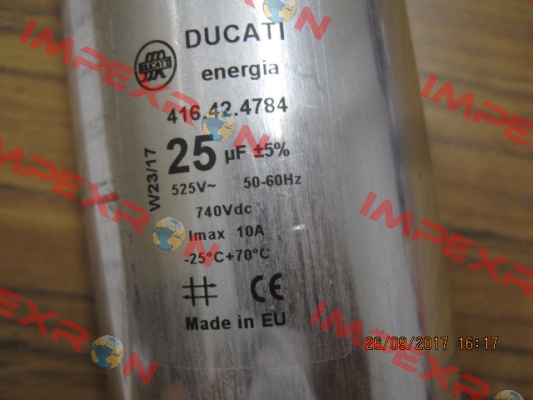 DUCATI
DUCATI
energia
416.42.4784
25 µF ±5%
525V~ 50-60Hz
740Vdc
Imax 10A
-25°C+70°C
W23/17
CE
Made in EU
26/09/2017 16:17
IMPEXRON
IMPEXRON
IMPEXRON
IMPEXRON